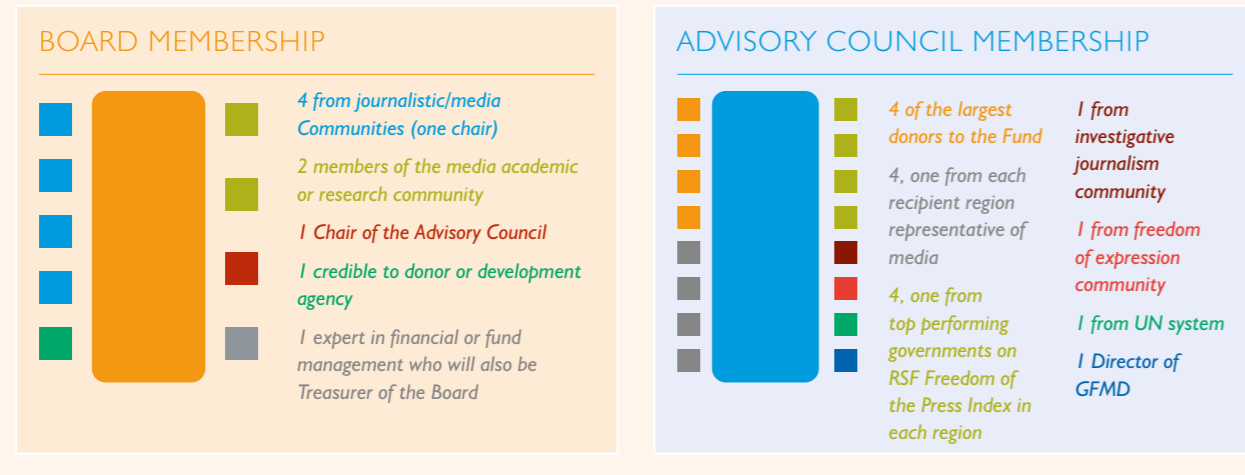 BOARD MEMBERSHIP
4 from journalistic/media
Communities (one chair)
2 members of the media academic
or research community
1 Chair of the Advisory Council
1 credible to donor or development
agency
1 expert in financial or fund
management who will also be
Treasurer of the Board
ADVISORY COUNCIL MEMBERSHIP
4 of the largest
donors to the Fund
4, one from each
recipient region
representative of
media
4, one from
top performing
governments on
RSF Freedom of
the Press Index in
each region
1 from
investigative
journalism
community
1 from freedom
of expression
community
1 from UN system
1 Director of
GFMD